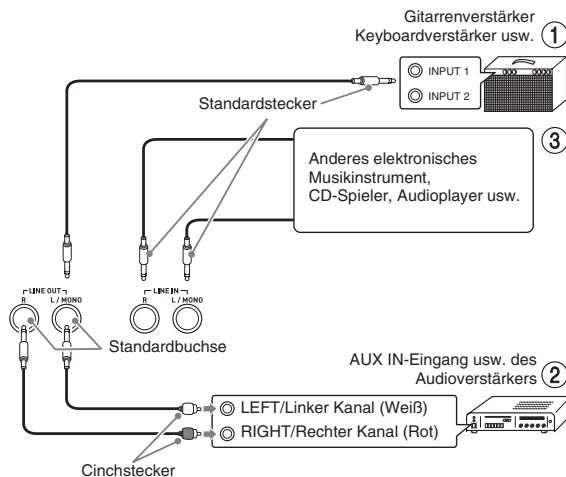 Gitarrenverstärker
Keyboardverstärker usw. ①
INPUT 1
INPUT 2
Standardstecker
③
Anderes elektronisches
Musikinstrument,
CD-Spieler, Audioplayer usw.
LINE OUT
R L / MONO
LINE IN
R L / MONO
Standardbuchse
AUX IN-Eingang usw. des
Audioverstärkers ②
LEFT/Linker Kanal (Weiß)
RIGHT/Rechter Kanal (Rot)
Cinchstecker